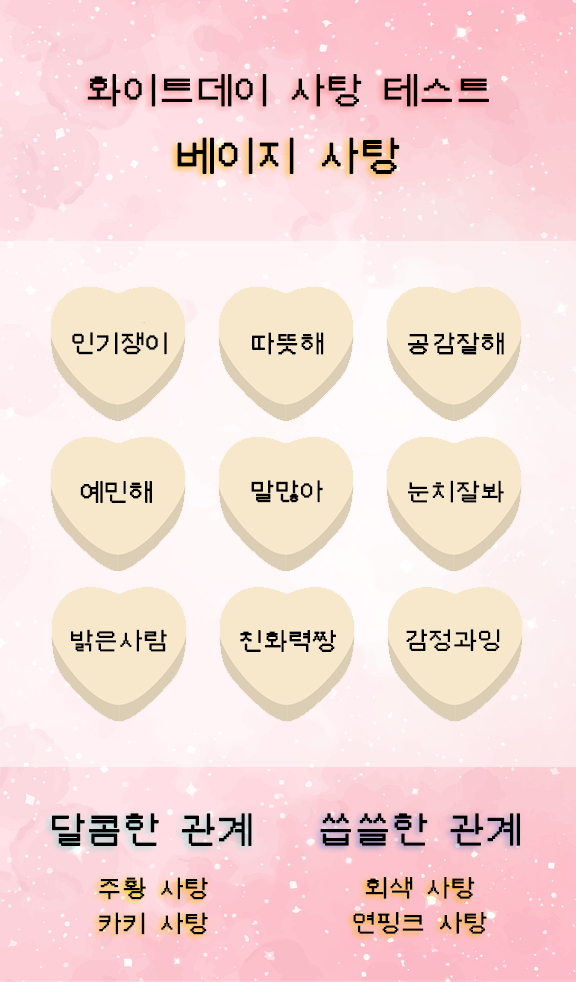 화이트데이 사탕 테스트
베이지 사탕
인기쟁이 따뜻해 공감잘해
예민해 말많아 눈치잘봐
밝은사람 친화력짱 감정과잉
달콤한 관계 씁쓸한 관계
주황 사탕 회색 사탕
카키 사탕 연핑크 사탕